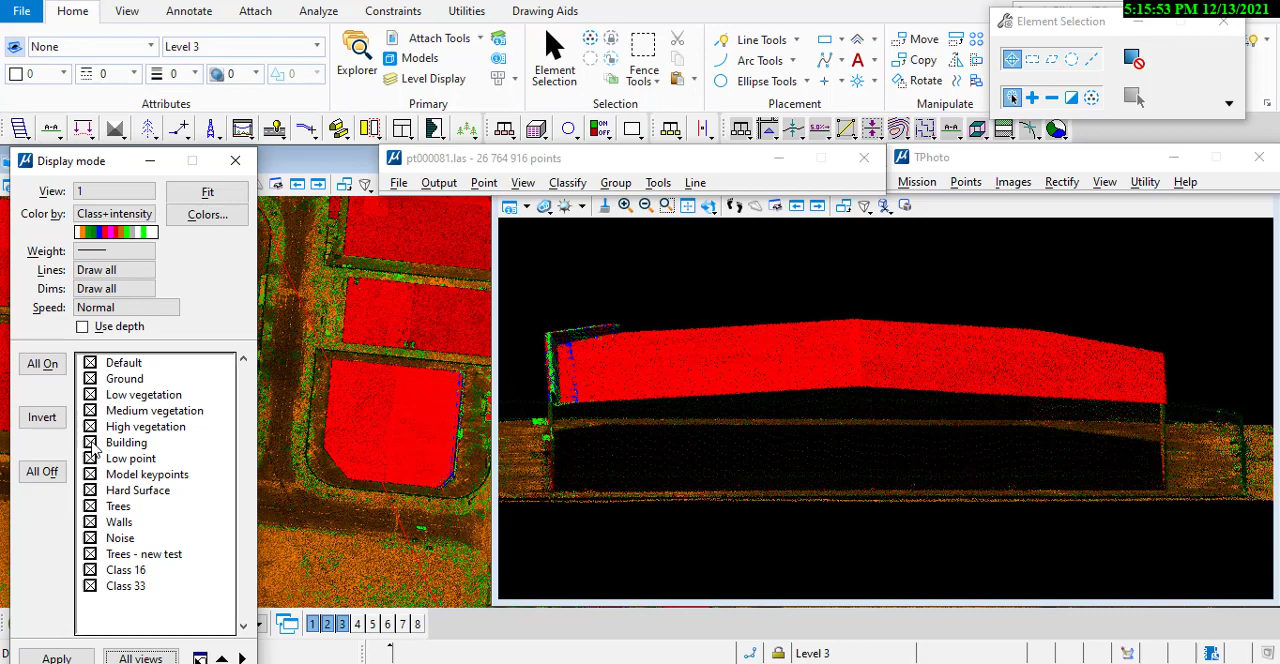 5:15:53 PM 12/13/2021
File Home View Annotate Attach Analyze Constraints Utilities Drawing Aids
Element Selection
None Level 3
0 0 0 0 0
Attributes
Explorer
Attach Tools
Models
Level Display
Primary
Element Selection
Fence Tools
Selection
Line Tools
Arc Tools
Ellipse Tools
Placement
Move
Copy
Rotate
Manipulate
Display mode
View: 1 Fit
Color by: Class+intensity Colors...
Weight:
Lines: Draw all
Dims: Draw all
Speed: Normal
Use depth
All On
Invert
All Off
Default
Ground
Low vegetation
Medium vegetation
High vegetation
Building
Low point
Model keypoints
Hard Surface
Trees
Walls
Noise
Trees - new test
Class 16
Class 33
Apply All views
pt000081.las - 26 764 916 points
File Output Point View Classify Group Tools Line
TPhoto
Mission Points Images Rectify View Utility Help
1 2 3 4 5 6 7 8
Level 3